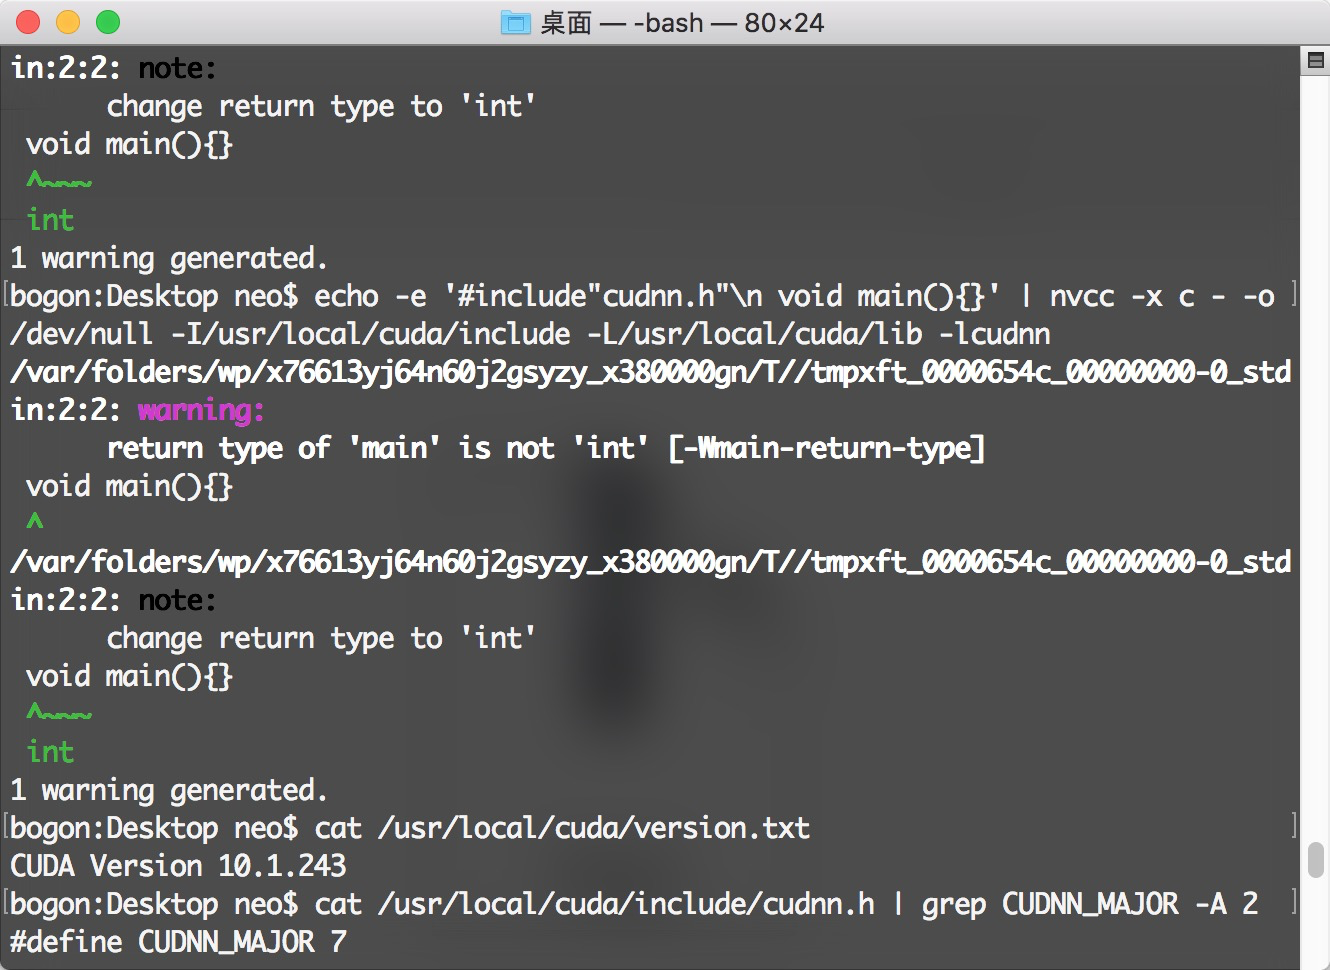 桌面 — -bash — 80×24
in:2:2: note:
change return type to 'int'
void main(){}
^~~~
int
1 warning generated.
[bogon:Desktop neo$ echo -e '#include"cudnn.h"\n void main(){}' | nvcc -x c - -o ]
/dev/null -I/usr/local/cuda/include -L/usr/local/cuda/lib -lcudnn
/var/folders/wp/x76613yj64n60j2gsyzy_x380000gn/T//tmpxft_0000654c_00000000-0_std
in:2:2: warning:
return type of 'main' is not 'int' [-Wmain-return-type]
void main(){}
^
/var/folders/wp/x76613yj64n60j2gsyzy_x380000gn/T//tmpxft_0000654c_00000000-0_std
in:2:2: note:
change return type to 'int'
void main(){}
^~~~
int
1 warning generated.
[bogon:Desktop neo$ cat /usr/local/cuda/version.txt ]
CUDA Version 10.1.243
[bogon:Desktop neo$ cat /usr/local/cuda/include/cudnn.h | grep CUDNN_MAJOR -A 2 ]
#define CUDNN_MAJOR 7